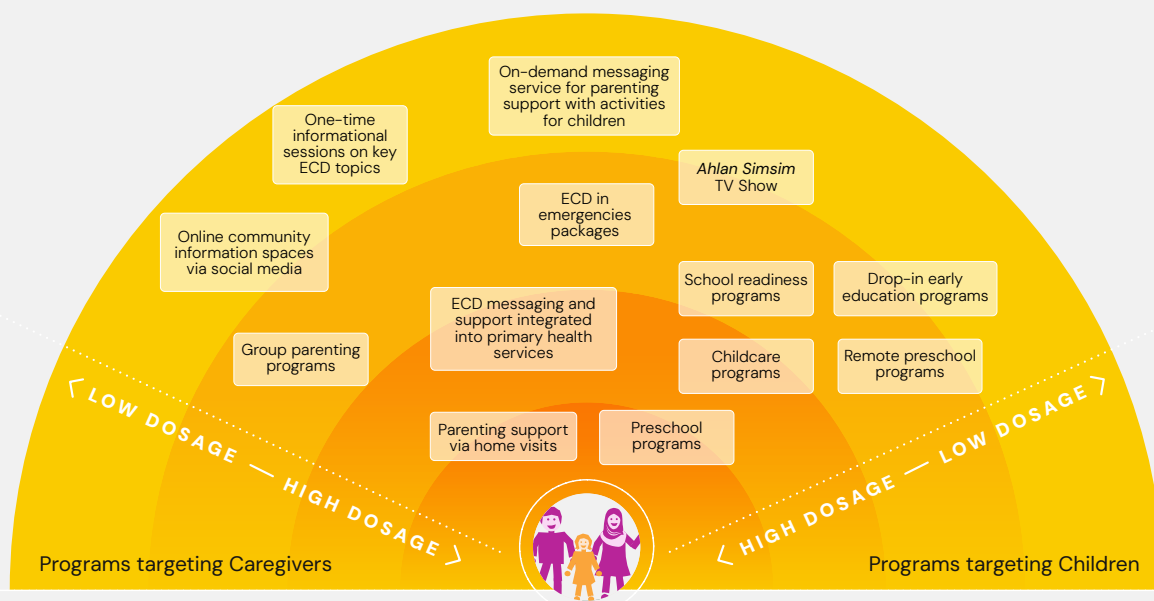 On-demand messaging
service for parenting
support with activities
for children
One-time
informational
sessions on key
ECD topics
Ahlan Simsim
TV Show
ECD in
emergencies
packages
Online community
information spaces
via social media
School readiness
programs
Drop-in early
education programs
ECD messaging and
support integrated
into primary health
services
Group parenting
programs
Childcare
programs
Remote preschool
programs
Parenting support
via home visits
Preschool
programs
LOW DOSAGE — HIGH DOSAGE
HIGH DOSAGE — LOW DOSAGE
Programs targeting Caregivers
Programs targeting Children